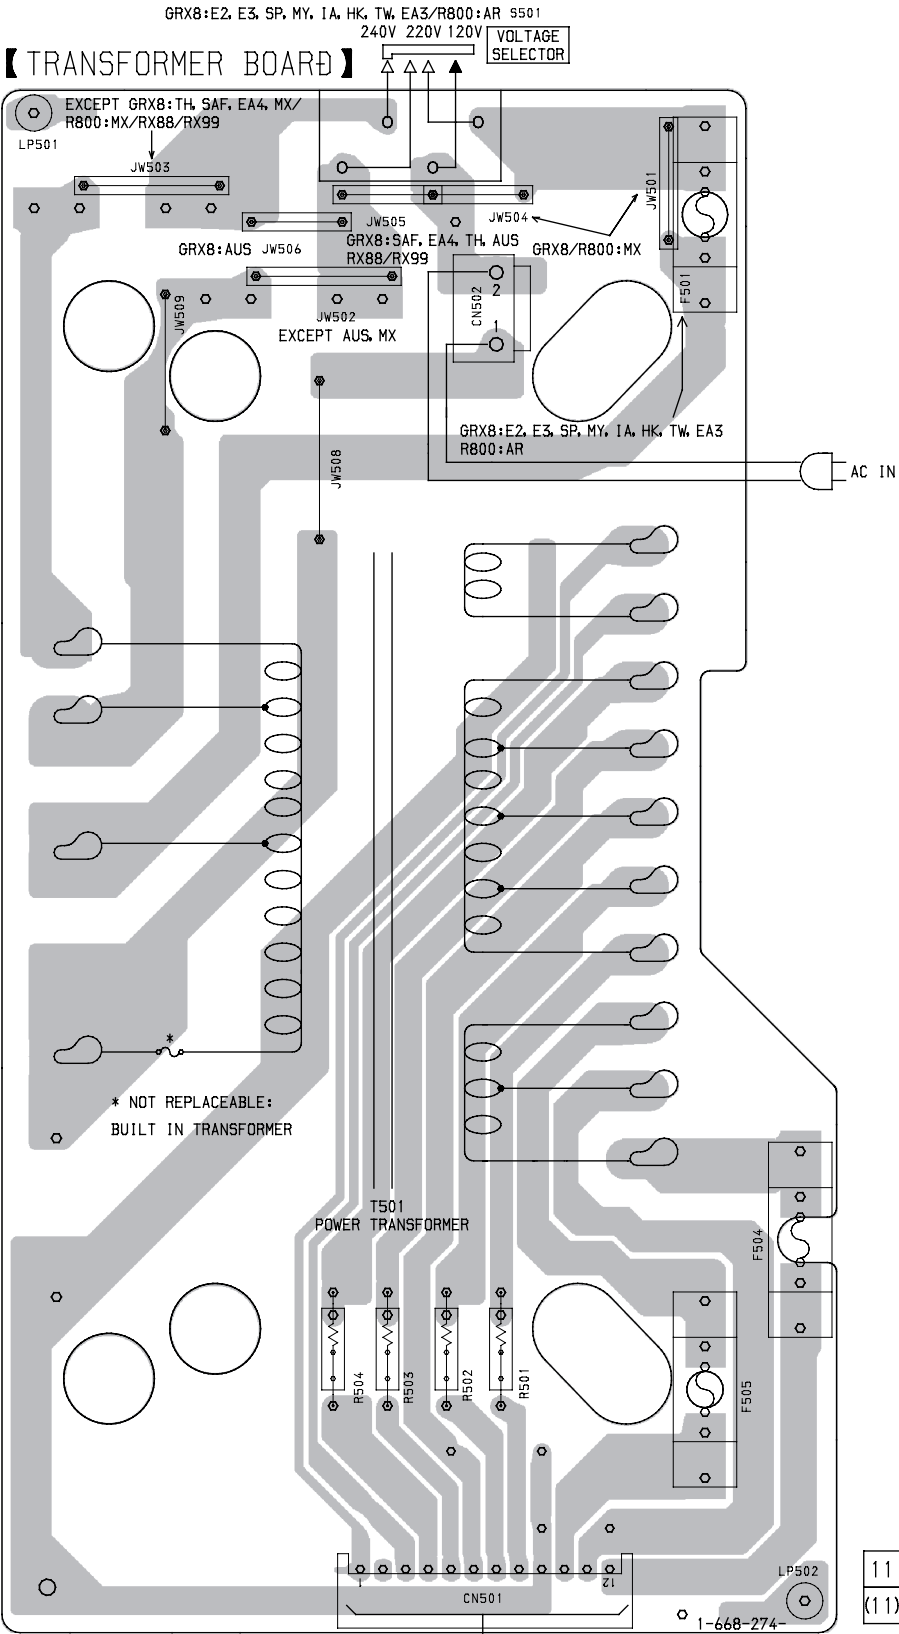 GRX8:E2, E3, SP, MY, IA, HK, TW, EA3/R800:AR S501
240V 220V 120V
VOLTAGE
SELECTOR
【TRANSFORMER BOARD】
EXCEPT GRX8:TH, SAF, EA4, MX/
R800:MX/RX88/RX99
LP501
JW503
JW501
JW505
JW504
GRX8:AUS JW506
GRX8:SAF, EA4, TH, AUS
RX88/RX99
GRX8/R800:MX
F501
CN502
2
1
JW509
JW502
EXCEPT AUS, MX
GRX8:E2, E3, SP, MY, IA, HK, TW, EA3
R800:AR
JW508
AC IN
*
* NOT REPLACEABLE:
BUILT IN TRANSFORMER
T501
POWER TRANSFORMER
F504
R504
R503
R502
R501
F505
1
12
CN501
LP502
1-668-274-
11
(11)